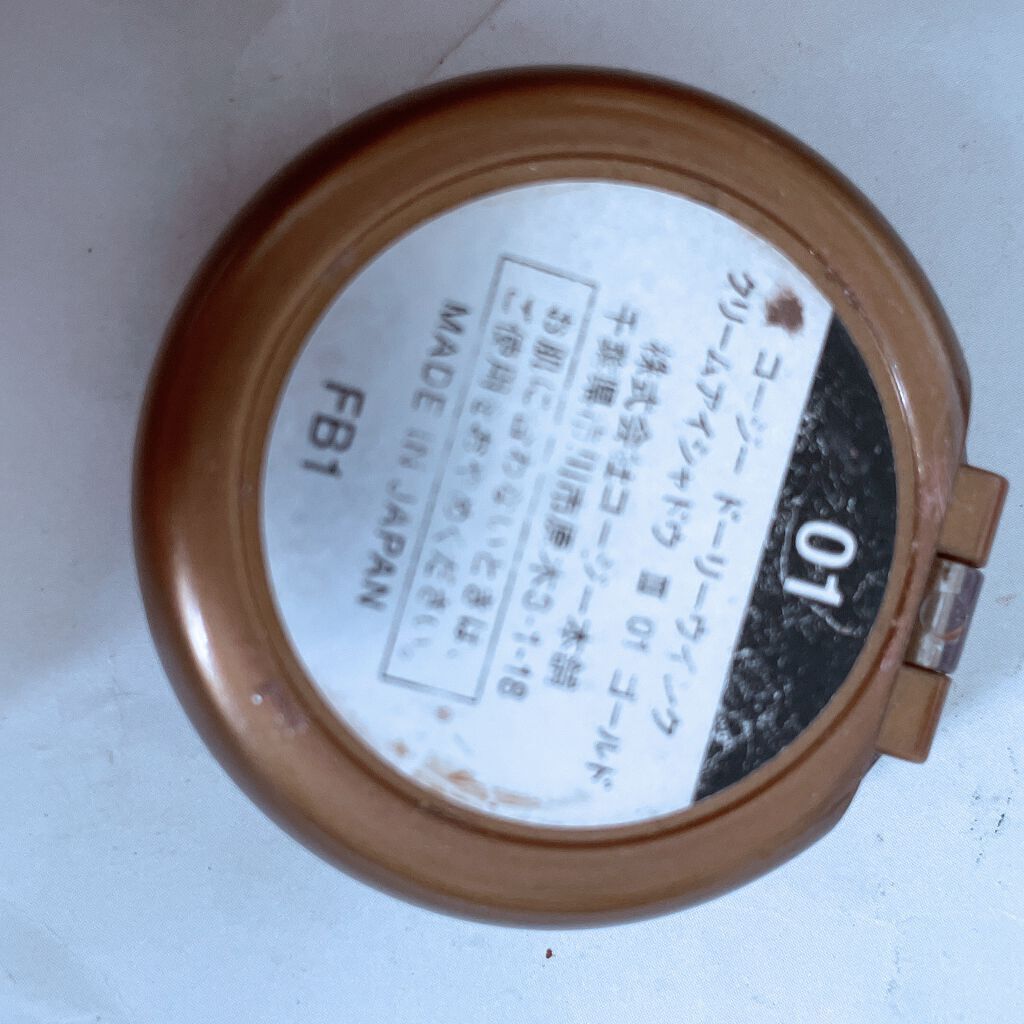 01
コージー ドーリーウインク
クリームアイシャドウ Ⅲ 01 ゴールド
株式会社コージー本舗
千葉県市川市原木3-1-18
お肌にあわないときは、
ご使用をおやめください。
MADE IN JAPAN
FB1